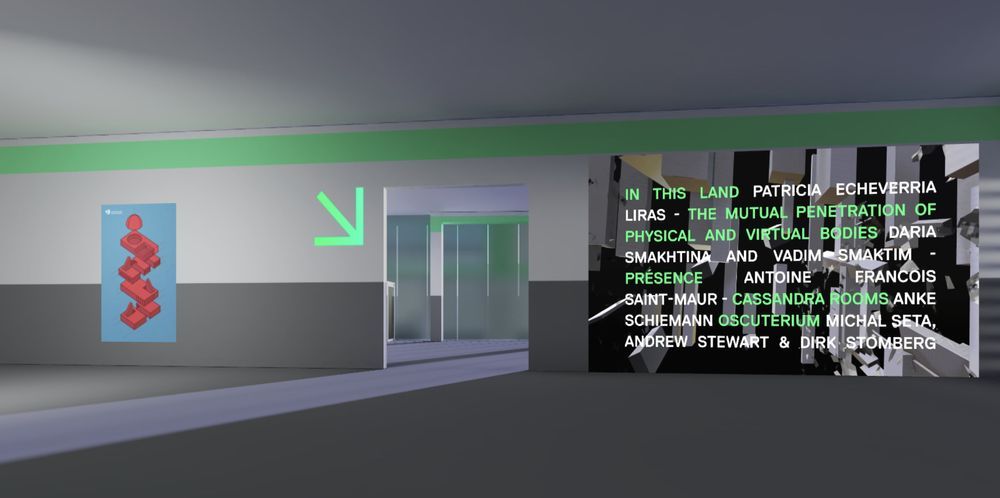 IN THIS LAND PATRICIA ECHEVERRIA
LIRAS - THE MUTUAL PENETRATION OF
PHYSICAL AND VIRTUAL BODIES DARIA
SMAKHTINA AND VADIM SMAKTIM -
PRÉSENCE ANTOINE FRANCOIS
SAINT-MAUR - CASSANDRA ROOMS ANKE
SCHIEMANN OSCUTERIUM MICHAL SETA,
ANDREW STEWART & DIRK STOMBERG